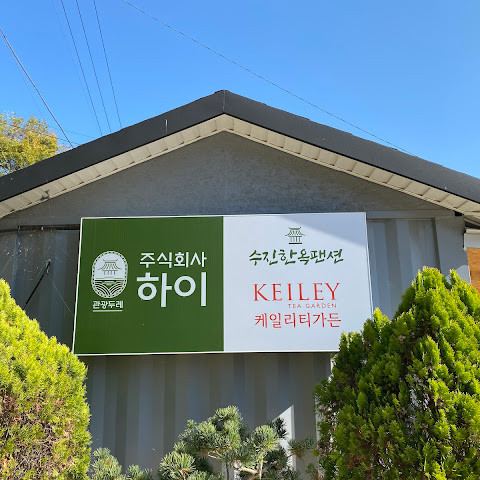 관광두레
주식회사
하이
수진한옥팬션
KEILEY
TEA GARDEN
케일리티가든